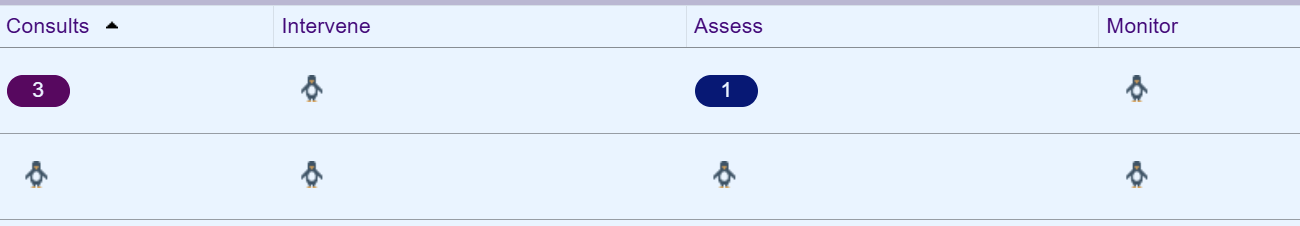 Consults Intervene Assess Monitor
3 1